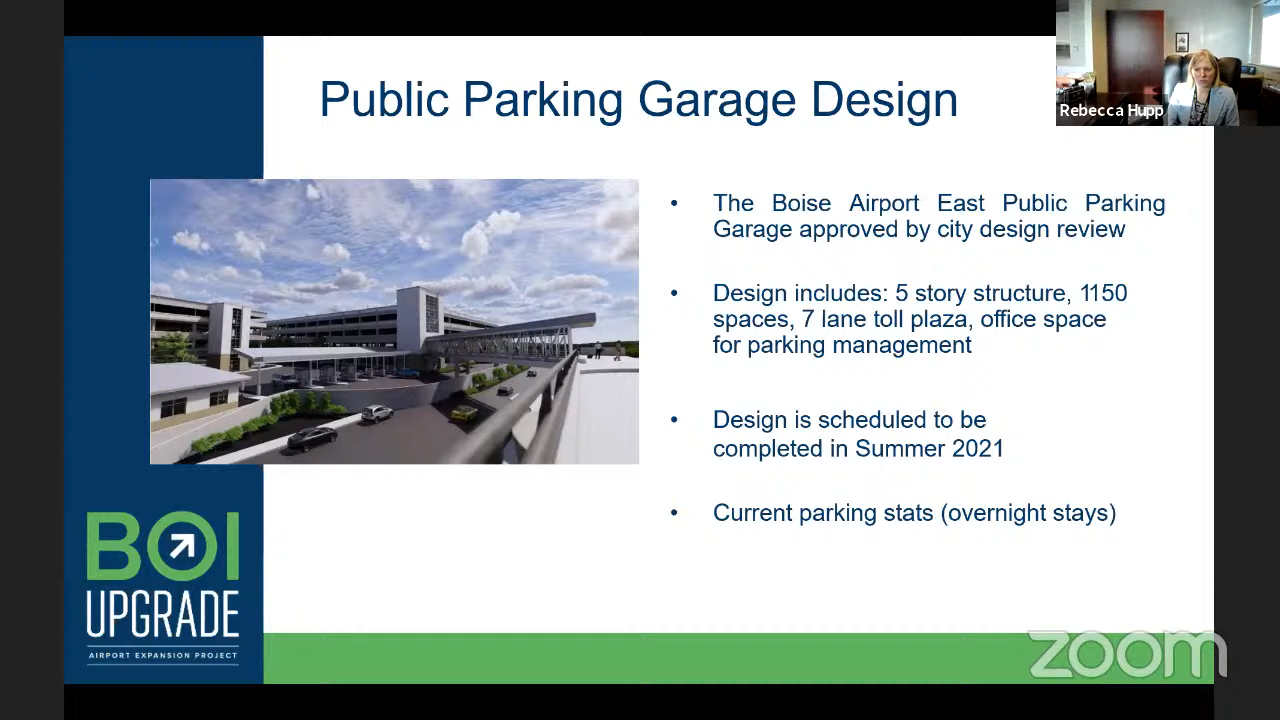 Public Parking Garage Design
Rebecca Hupp
• The Boise Airport East Public Parking
Garage approved by city design review
• Design includes: 5 story structure, 1150
spaces, 7 lane toll plaza, office space
for parking management
• Design is scheduled to be
completed in Summer 2021
• Current parking stats (overnight stays)
BOI
UPGRADE
AIRPORT EXPANSION PROJECT
zoom